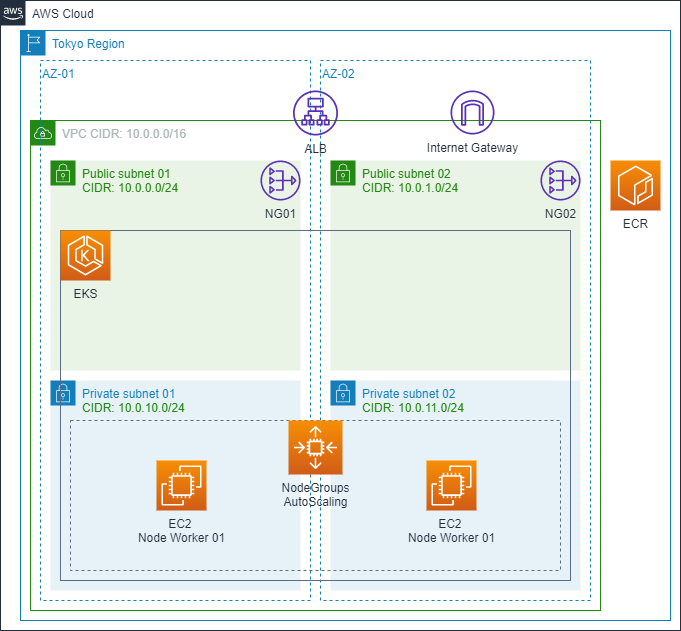 aws
AWS Cloud
Tokyo Region
AZ-01
AZ-02
VPC CIDR: 10.0.0.0/16
ALB
Internet Gateway
Public subnet 01
CIDR: 10.0.0.0/24
NG01
Public subnet 02
CIDR: 10.0.1.0/24
NG02
ECR
K
EKS
Private subnet 01
CIDR: 10.0.10.0/24
Private subnet 02
CIDR: 10.0.11.0/24
NodeGroups
AutoScaling
EC2
Node Worker 01
EC2
Node Worker 01